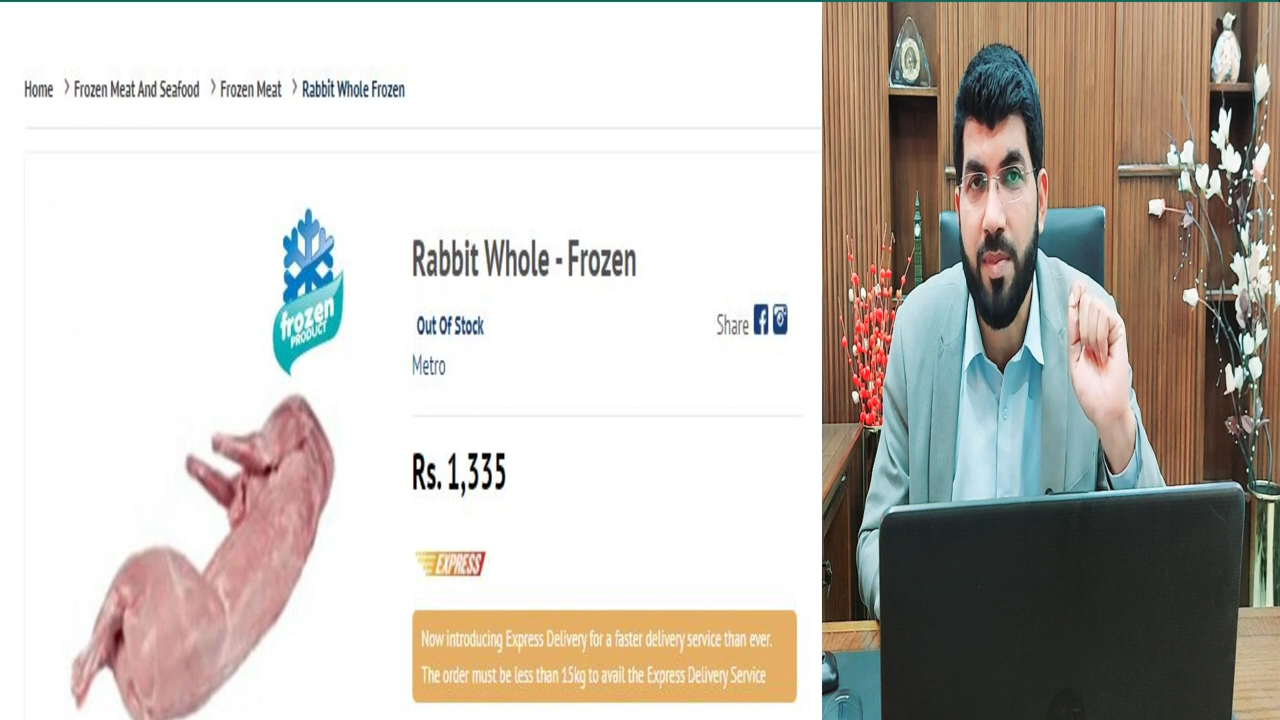 Home > Frozen Meat And Seafood > Frozen Meat > Rabbit Whole Frozen
frozen
PRODUCT
Rabbit Whole - Frozen
Out Of Stock
Share
Metro
Rs. 1,335
EXPRESS
Now introducing Express Delivery for a faster delivery service than ever.
The order must be less than 15kg to avail the Express Delivery Service